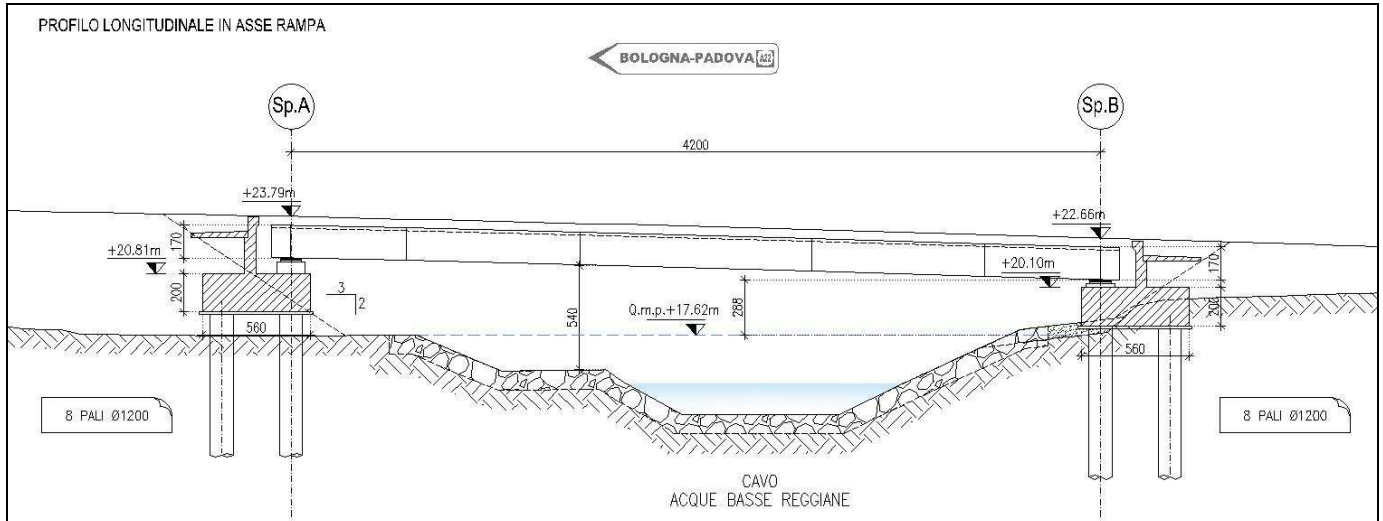 PROFILO LONGITUDINALE IN ASSE RAMPA
BOLOGNA-PADOVA A22
Sp.A
Sp.B
4200
+23.79m
+22.66m
+20.81m
170
200
560
3
2
540
Q.m.p.+17.62m
288
+20.10m
170
200
560
8 PALI Ø1200
8 PALI Ø1200
CAVO
ACQUE BASSE REGGIANE